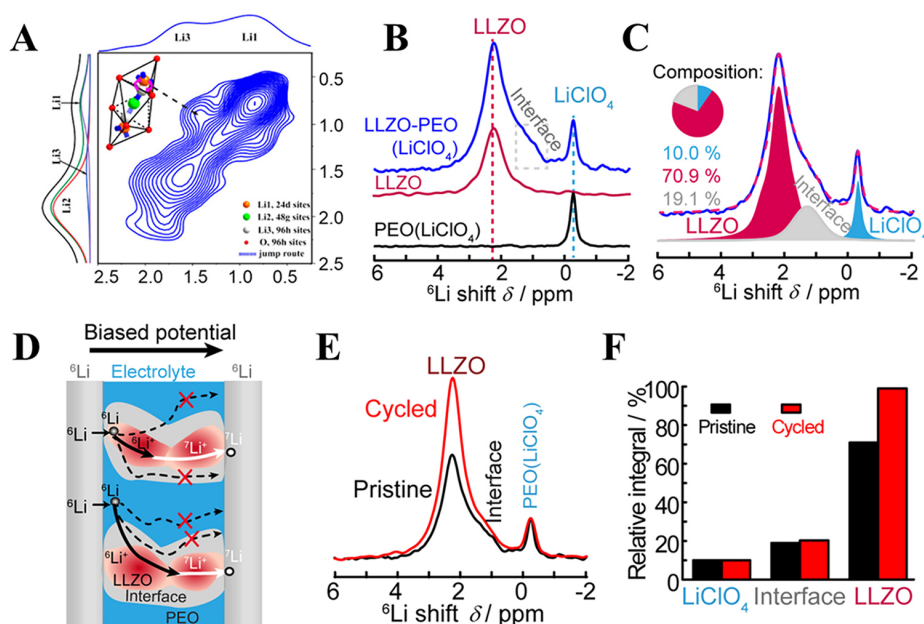 A
Li3
Li1
Li1
Li3
Li2
0.5
1.0
1.5
2.0
2.5
Li1, 24d sites
Li2, 48g sites
Li3, 96h sites
O, 96h sites
jump route
2.5
2.0
1.5
1.0
0.5
B
LLZO
LLZO-PEO
(LiClO₄)
Interface
LiClO₄
LLZO
PEO(LiClO₄)
6
4
2
0
-2
⁶Li shift δ / ppm
C
Composition:
10.0 %
70.9 %
19.1 %
LLZO
Interface
LiClO₄
6
4
2
0
-2
⁶Li shift δ / ppm
D
Biased potential
⁶Li
Electrolyte
⁶Li
⁶Li
⁶Li
⁶Li⁺
⁷Li⁺
⁷Li
⁶Li
⁶Li
⁶Li⁺
⁷Li⁺
⁷Li
LLZO
Interface
PEO
E
LLZO
Cycled
Pristine
Interface
PEO(LiClO₄)
6
4
2
0
-2
⁶Li shift δ / ppm
F
Relative integral / %
100
80
60
40
20
0
Pristine
Cycled
LiClO₄
Interface
LLZO